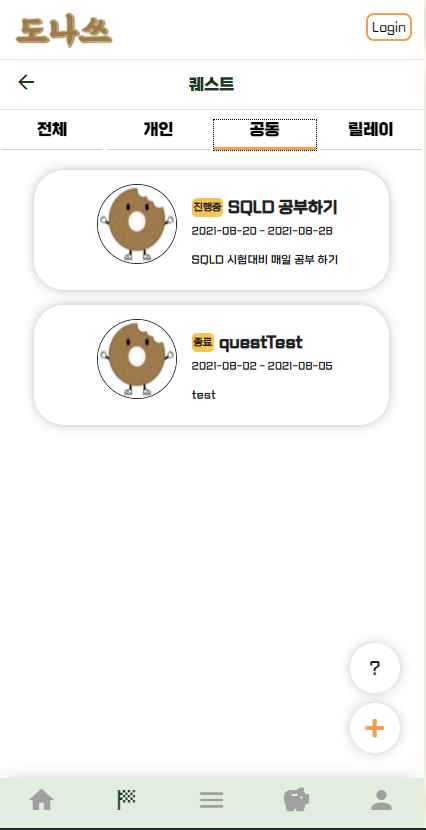 도나쓰
Login
퀘스트
전체 개인 공동 릴레이
진행중 SQLD 공부하기
2021-08-20 - 2021-08-28
SQLD 시험대비 매일 공부 하기
종료 questTest
2021-08-02 - 2021-08-05
test
?
+